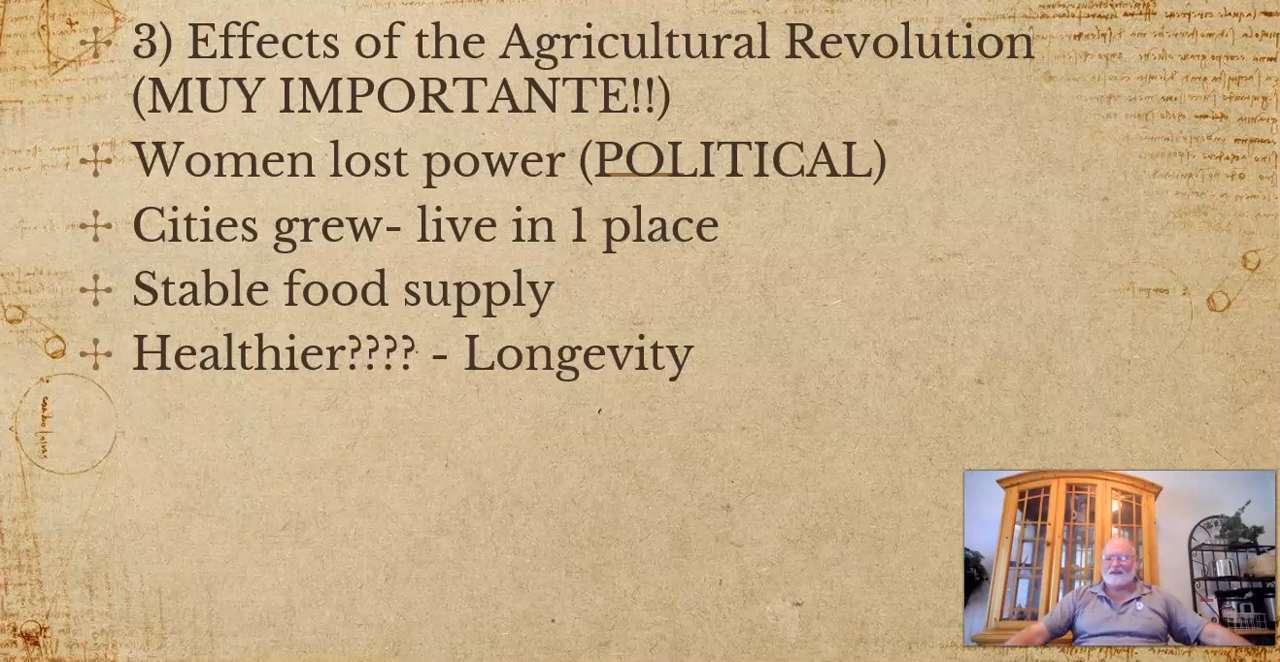 3) Effects of the Agricultural Revolution
(MUY IMPORTANTE!!)
Women lost power (POLITICAL)
Cities grew- live in 1 place
Stable food supply
Healthier???? - Longevity